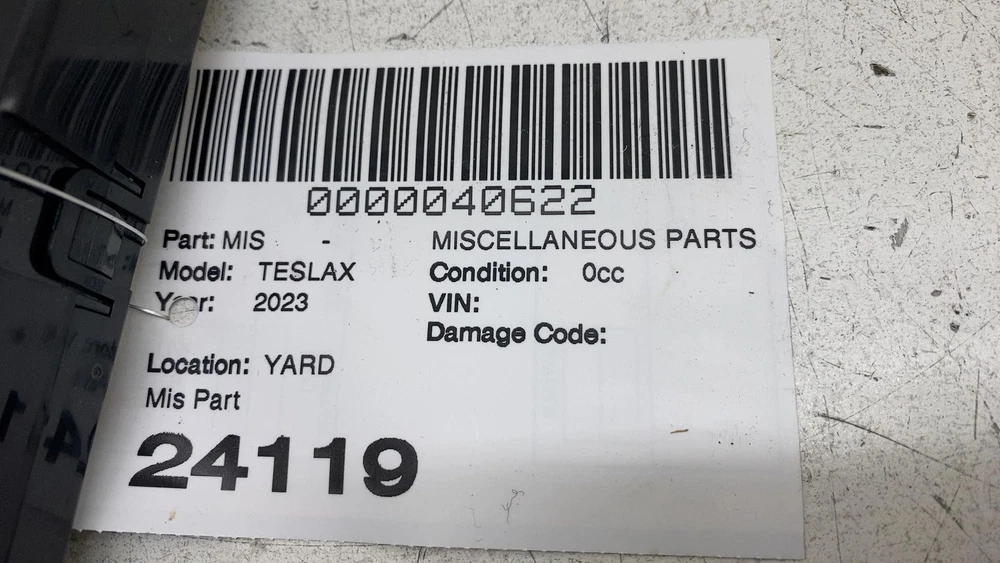 0000040622
Part: MIS - MISCELLANEOUS PARTS
Model: TESLAX Condition: 0cc
Year: 2023 VIN:
Damage Code:
Location: YARD
Mis Part
24119